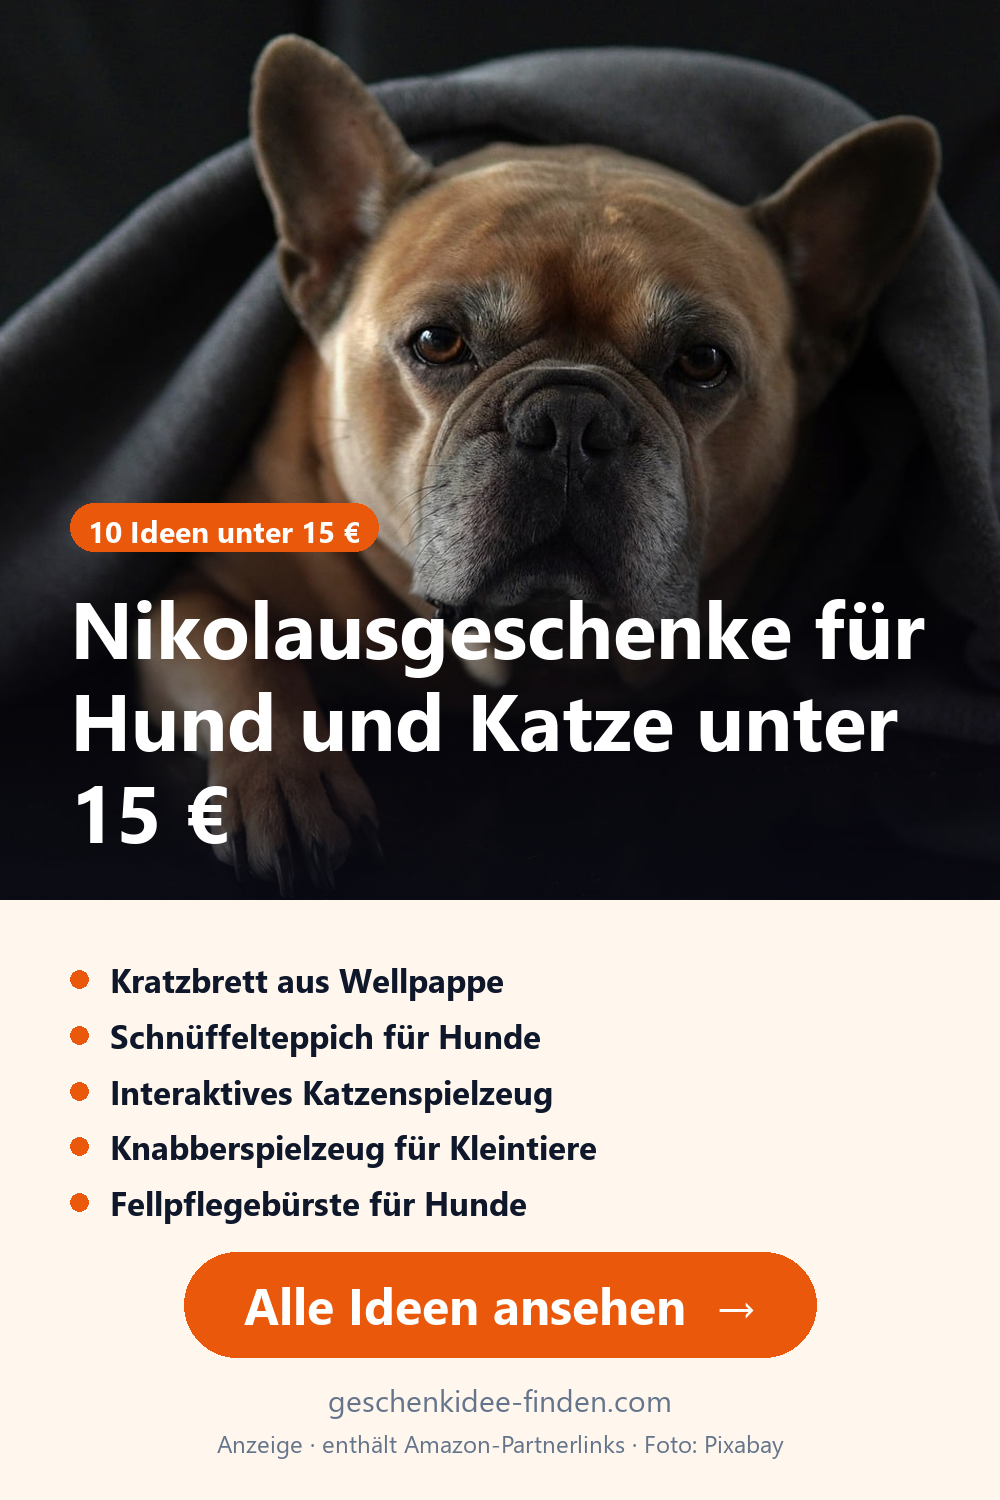 10 Ideen unter 15 €
Nikolausgeschenke für
Hund und Katze unter
15 €
Kratzbrett aus Wellpappe
Schnüffelteppich für Hunde
Interaktives Katzenspielzeug
Knabberspielzeug für Kleintiere
Fellpflegebürste für Hunde
Alle Ideen ansehen →
geschenkidee-finden.com
Anzeige · enthält Amazon-Partnerlinks · Foto: Pixabay